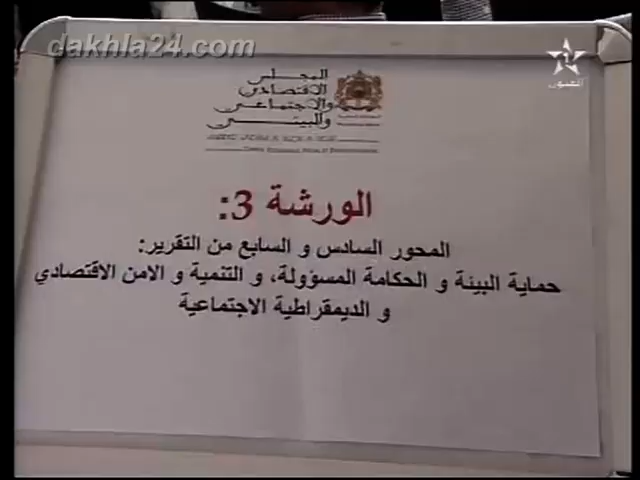 dakhla24.com
العيون
المجلس
الاقتصادي
والاجتماعي
والبيئي
الورشة 3:
المحور السادس و السابع من التقرير:
حماية البيئة و الحكامة المسؤولة، و التنمية و الامن الاقتصادي
و الديمقراطية الاجتماعية